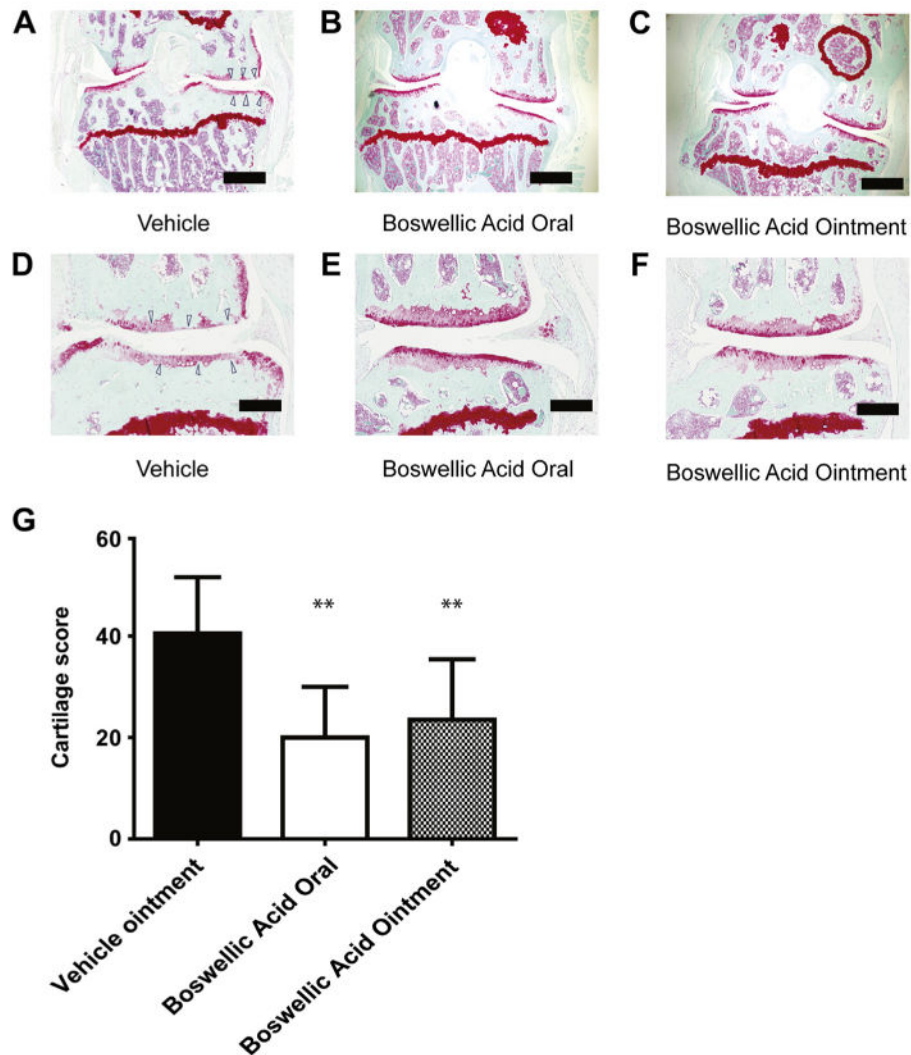 A
B
C
Vehicle
Boswellic Acid Oral
Boswellic Acid Ointment
D
E
F
Vehicle
Boswellic Acid Oral
Boswellic Acid Ointment
G
60
40
20
0
Cartilage score
**
**
Vehicle ointment
Boswellic Acid Oral
Boswellic Acid Ointment